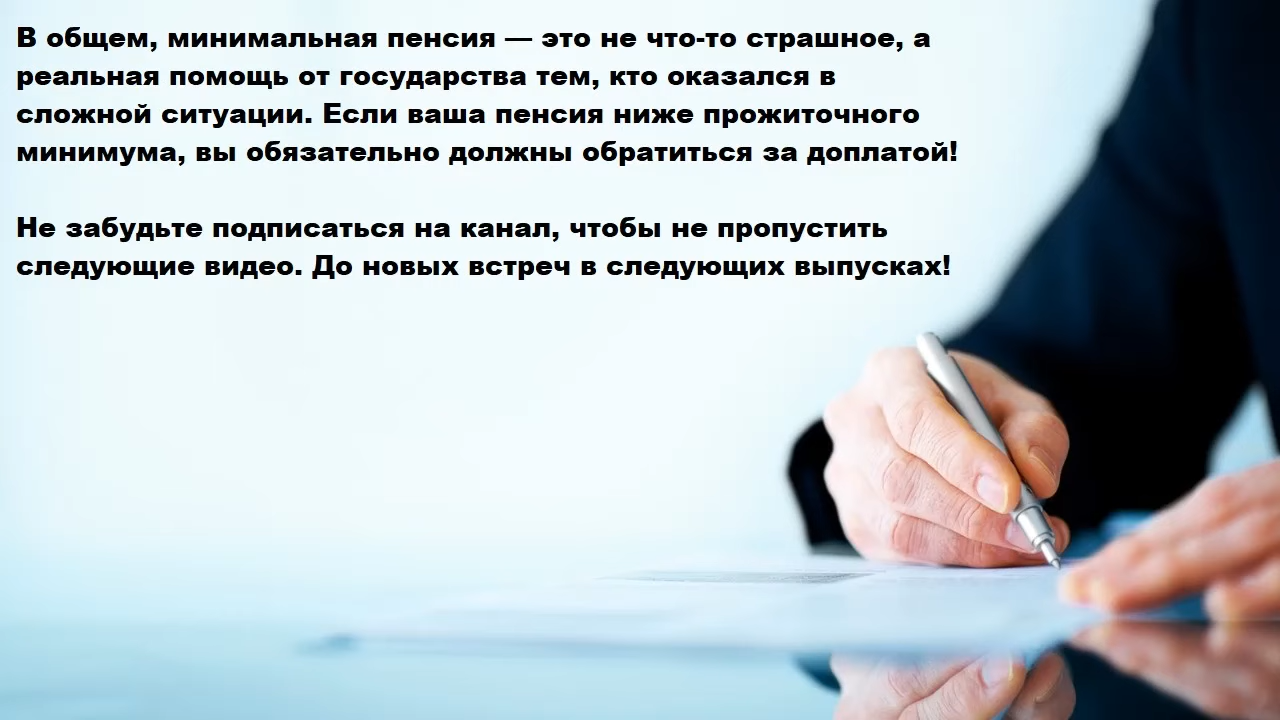 В общем, минимальная пенсия — это не что-то страшное, а
реальная помощь от государства тем, кто оказался в
сложной ситуации. Если ваша пенсия ниже прожиточного
минимума, вы обязательно должны обратиться за доплатой!
Не забудьте подписаться на канал, чтобы не пропустить
следующие видео. До новых встреч в следующих выпусках!